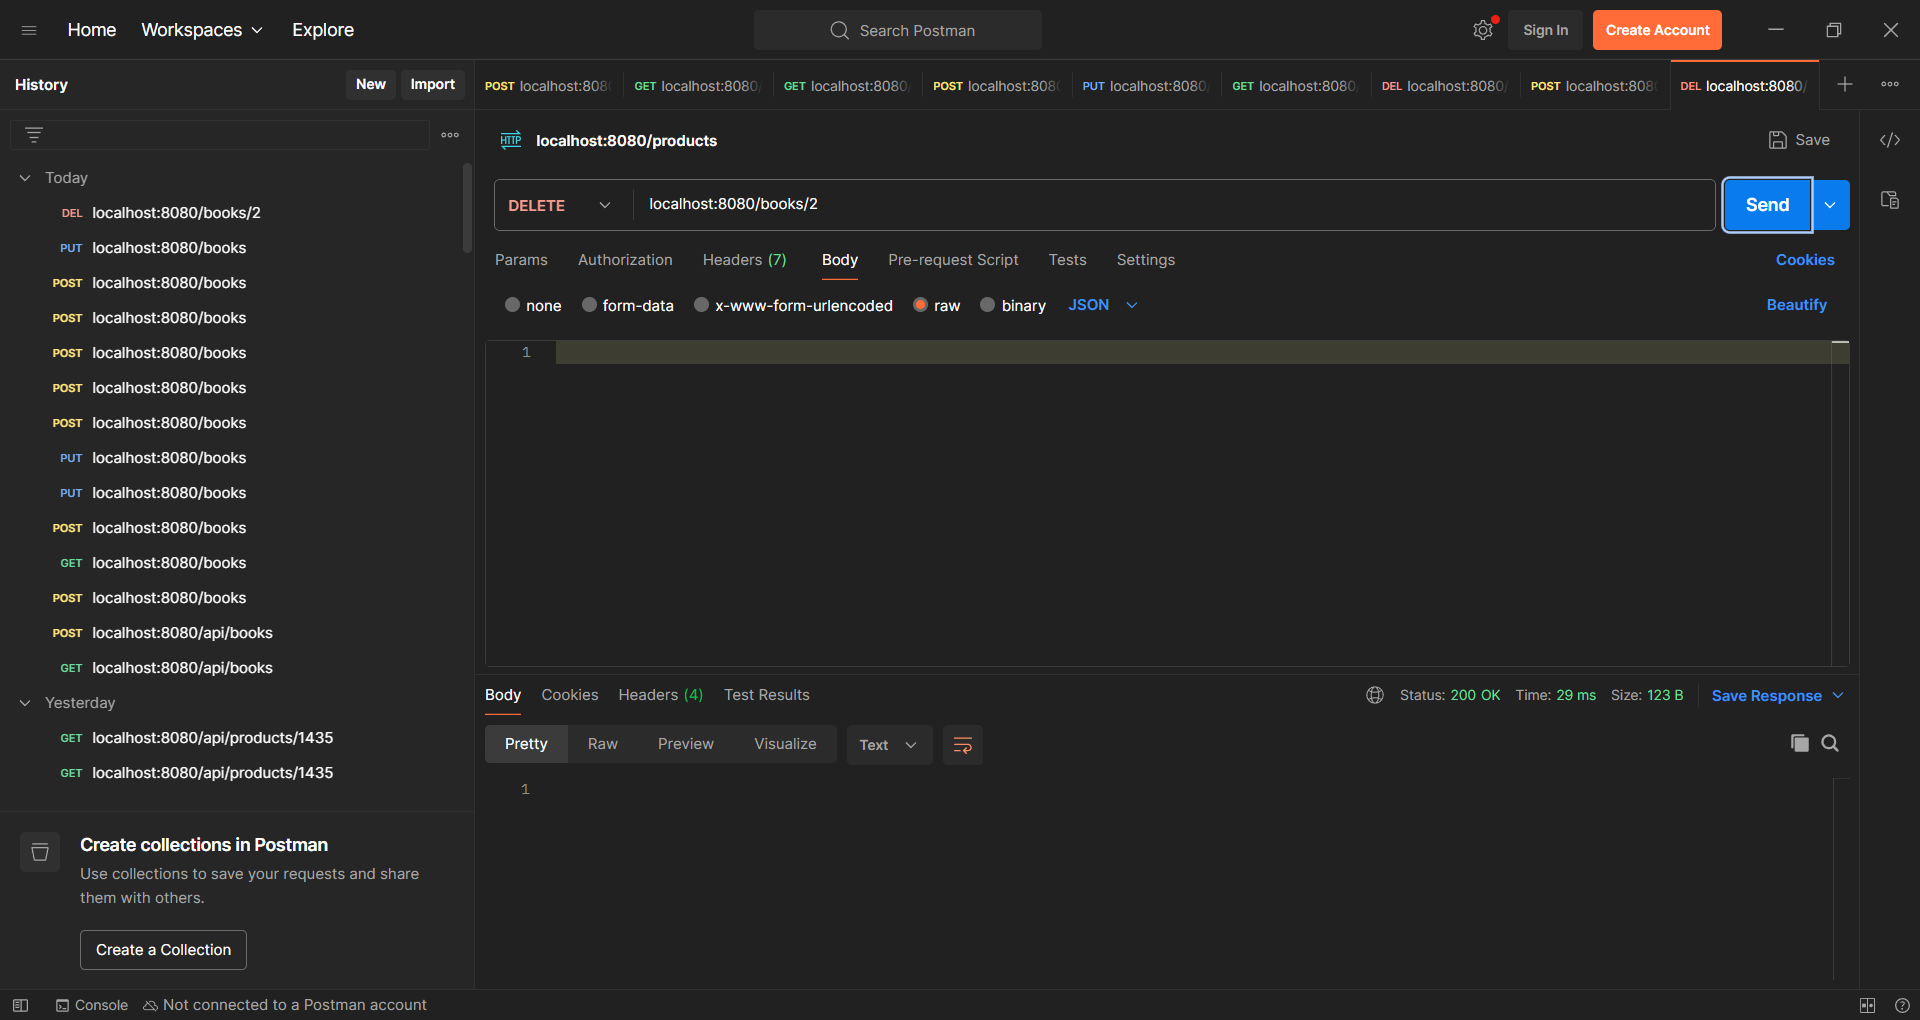 Home Workspaces Explore Search Postman Sign In Create Account
History New Import
POST localhost:808 GET localhost:8080/ GET localhost:8080/ POST localhost:808 PUT localhost:8080/ GET localhost:8080/ DEL localhost:8080/ POST localhost:808 DEL localhost:8080/
HTTP localhost:8080/products Save
Today
DEL localhost:8080/books/2
PUT localhost:8080/books
POST localhost:8080/books
POST localhost:8080/books
POST localhost:8080/books
POST localhost:8080/books
POST localhost:8080/books
PUT localhost:8080/books
PUT localhost:8080/books
POST localhost:8080/books
GET localhost:8080/books
POST localhost:8080/books
POST localhost:8080/api/books
GET localhost:8080/api/books
Yesterday
GET localhost:8080/api/products/1435
GET localhost:8080/api/products/1435
Create collections in Postman
Use collections to save your requests and share
them with others.
Create a Collection
DELETE localhost:8080/books/2 Send
Params Authorization Headers (7) Body Pre-request Script Tests Settings Cookies
none form-data x-www-form-urlencoded raw binary JSON Beautify
1
Body Cookies Headers (4) Test Results Status: 200 OK Time: 29 ms Size: 123 B Save Response
Pretty Raw Preview Visualize Text
1
Console Not connected to a Postman account